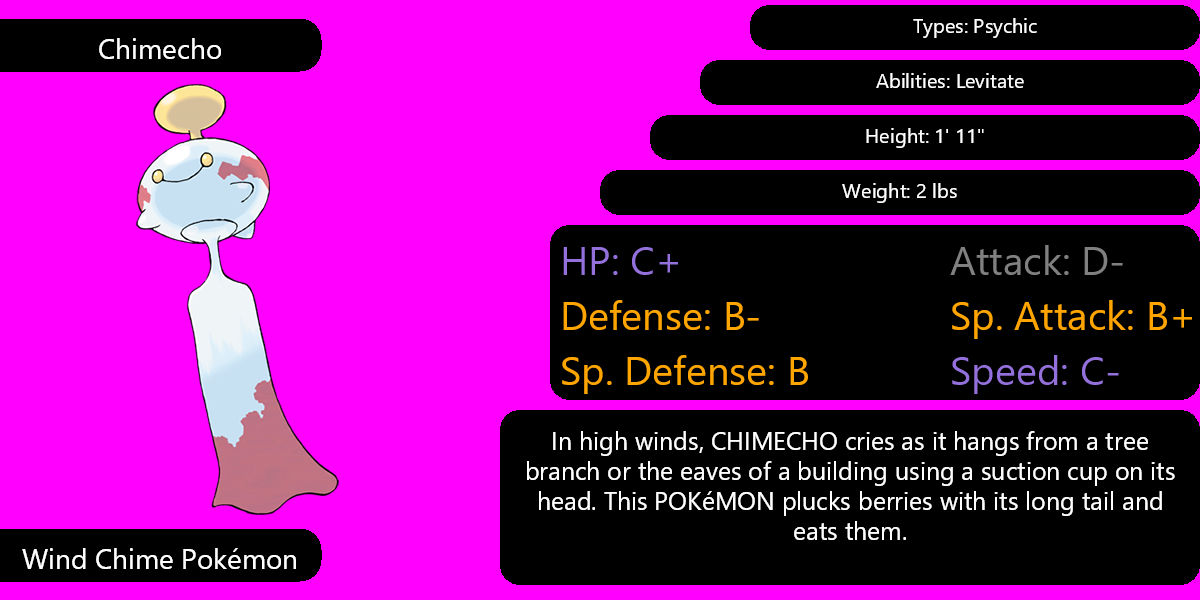 Chimecho
Types: Psychic
Abilities: Levitate
Height: 1' 11"
Weight: 2 lbs
HP: C+
Attack: D-
Defense: B-
Sp. Attack: B+
Sp. Defense: B
Speed: C-
In high winds, CHIMECHO cries as it hangs from a tree
branch or the eaves of a building using a suction cup on its
head. This POKéMON plucks berries with its long tail and
eats them.
Wind Chime Pokémon